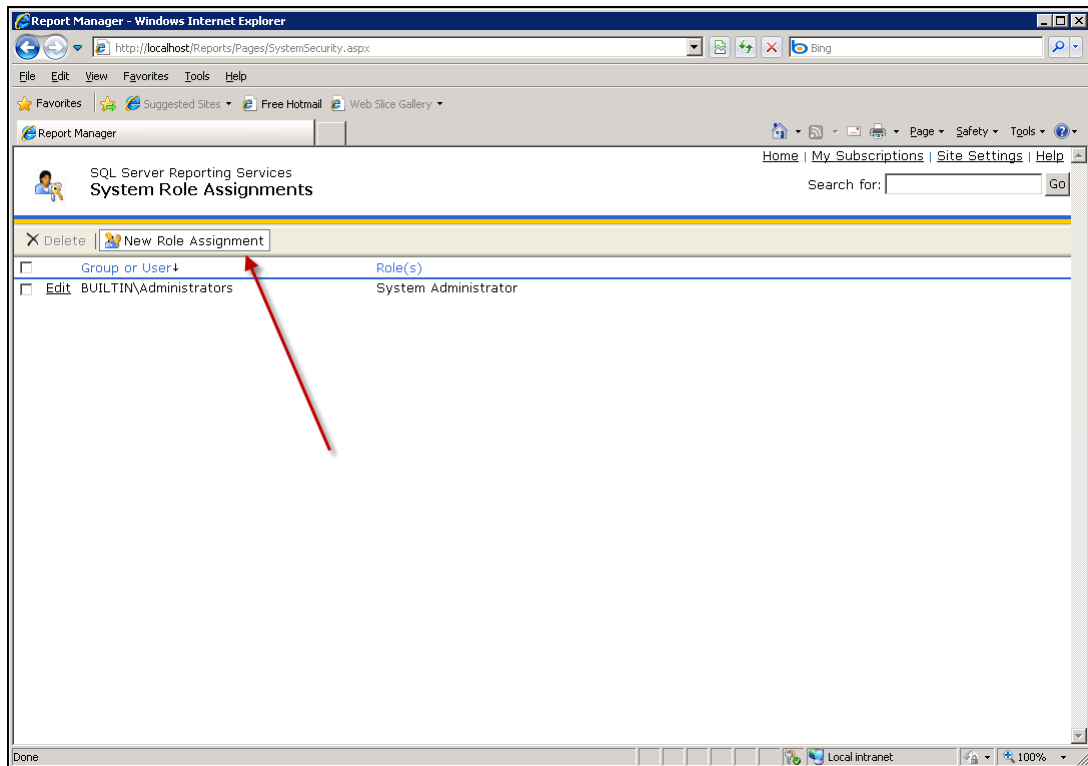 Report Manager - Windows Internet Explorer
http://localhost/Reports/Pages/SystemSecurity.aspx Bing
File Edit View Favorites Tools Help
Favorites Suggested Sites Free Hotmail Web Slice Gallery
Report Manager Page Safety Tools
Home | My Subscriptions | Site Settings | Help
SQL Server Reporting Services
System Role Assignments Search for: Go
Delete | New Role Assignment
Group or User↓ Role(s)
Edit BUILTIN\Administrators System Administrator
Done Local intranet 100%